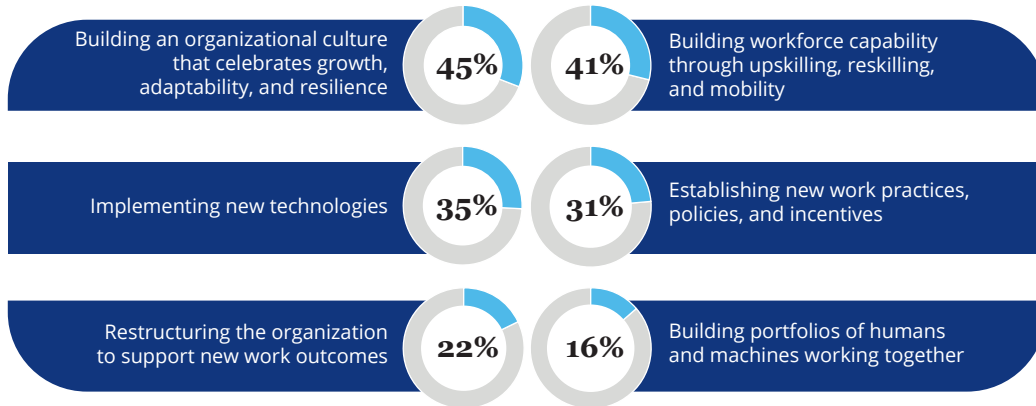 Building an organizational culture
that celebrates growth,
adaptability, and resilience
45%
41%
Building workforce capability
through upskilling, reskilling,
and mobility
Implementing new technologies
35%
31%
Establishing new work practices,
policies, and incentives
Restructuring the organization
to support new work outcomes
22%
16%
Building portfolios of humans
and machines working together